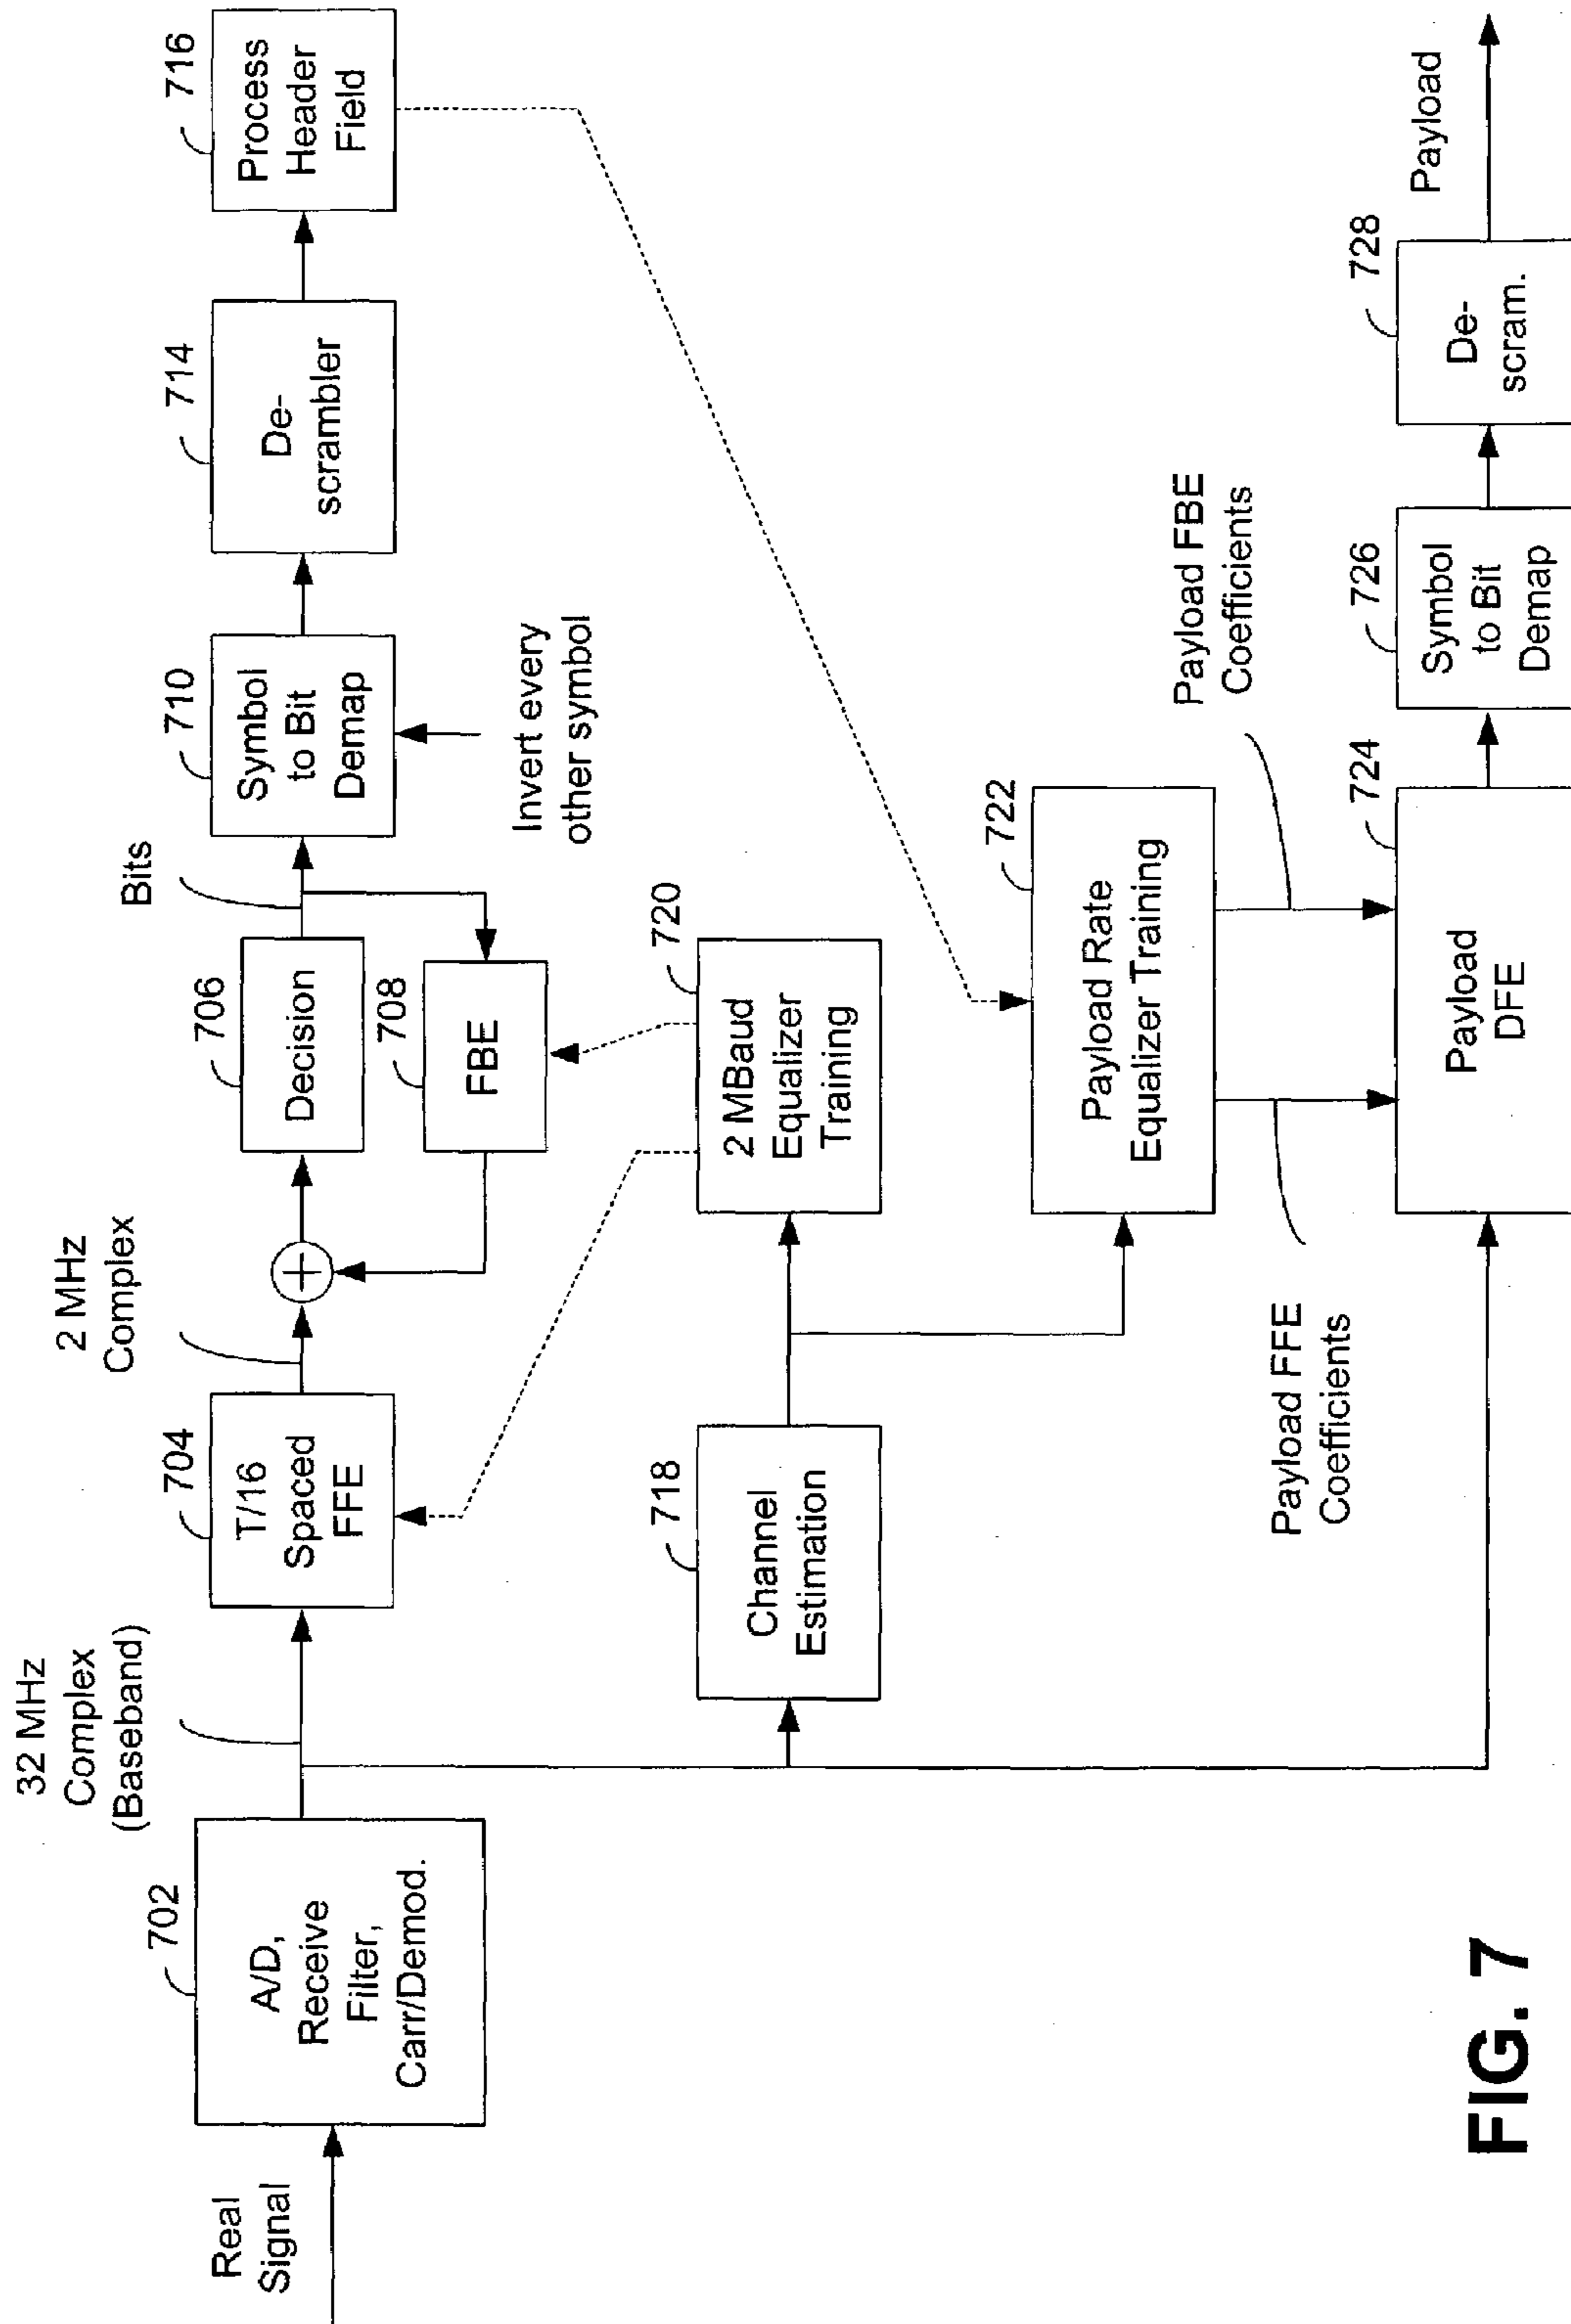 Real
Signal
702
A/D,
Receive
Filter,
Carr/Demod.
32 MHz
Complex
(Baseband)
704
T/16
Spaced
FFE
2 MHz
Complex
+
706
Decision
708
FBE
Bits
710
Symbol
to Bit
Demap
Invert every
other symbol
714
De-
scrambler
716
Process
Header
Field
718
Channel
Estimation
720
2 MBaud
Equalizer
Training
722
Payload Rate
Equalizer Training
Payload FFE
Coefficients
Payload FBE
Coefficients
724
Payload
DFE
726
Symbol
to Bit
Demap
728
De-
scram.
Payload
FIG. 7